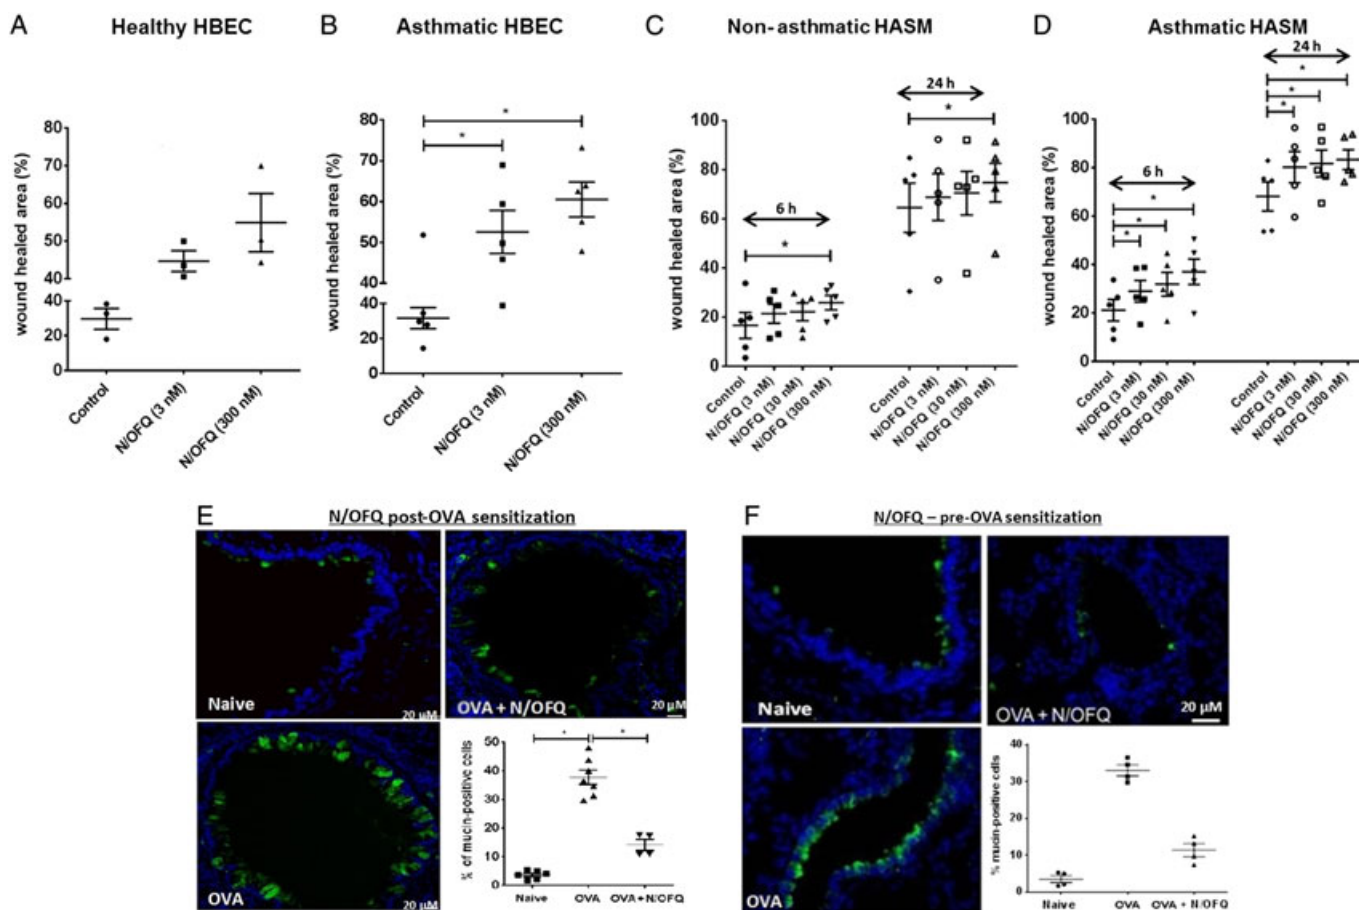 A Healthy HBEC
wound healed area (%)
80
70
60
50
40
40
20
0
Control
N/OFQ (3 nM)
N/OFQ (300 nM)
B Asthmatic HBEC
wound healed area (%)
80
70
60
50
40
40
20
0
*
*
Control
N/OFQ (3 nM)
N/OFQ (300 nM)
C Non-asthmatic HASM
wound healed area (%)
100
80
60
40
20
0
6 h
*
24 h
*
Control
N/OFQ (3 nM)
N/OFQ (30 nM)
N/OFQ (300 nM)
Control
N/OFQ (3 nM)
N/OFQ (30 nM)
N/OFQ (300 nM)
D Asthmatic HASM
wound healed area (%)
100
80
60
40
20
0
6 h
*
*
*
24 h
*
*
*
Control
N/OFQ (3 nM)
N/OFQ (30 nM)
N/OFQ (300 nM)
Control
N/OFQ (3 nM)
N/OFQ (30 nM)
N/OFQ (300 nM)
E N/OFQ post-OVA sensitization
Naive
20 µM
OVA + N/OFQ
20 µM
OVA
20 µM
% of mucin-positive cells
50
40
30
20
10
0
*
*
Naive
OVA
OVA+N/OFQ
F N/OFQ – pre-OVA sensitization
Naive
OVA + N/OFQ
20 µM
OVA
% mucin-positive cells
40
30
20
10
0
Naive
OVA
OVA + N/OFQ